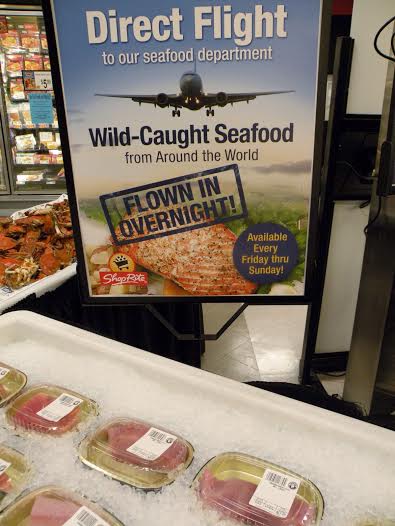 Direct Flight
to our seafood department
Wild-Caught Seafood
from Around the World
FLOWN IN
OVERNIGHT!
Available
Every
Friday thru
Sunday!
ShopRite